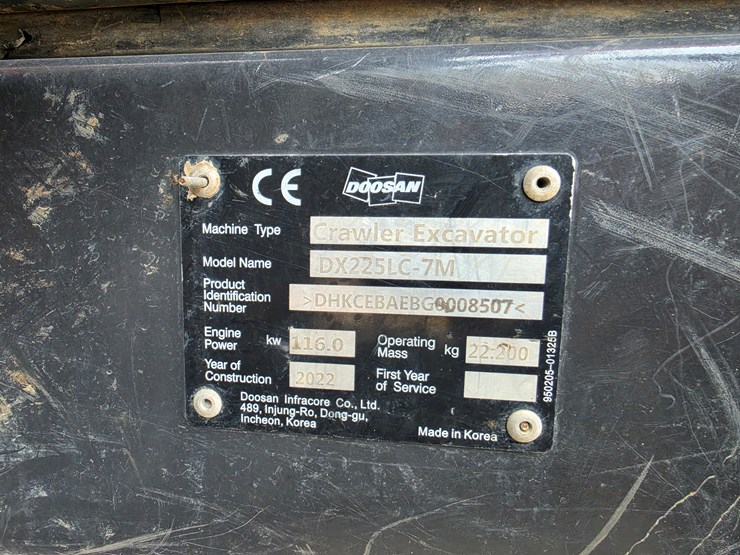 CE DOOSAN
Machine Type Crawler Excavator
Model Name DX225LC-7M
Product
Identification
Number >DHKCEBAEBG0008507<
Engine
Power kw 116.0
Operating
Mass kg 22.200
Year of
Construction 2022
First Year
of Service
Doosan Infracore Co., Ltd.
489, Injung-Ro, Dong-gu,
Incheon, Korea
Made in Korea
950205-01325B